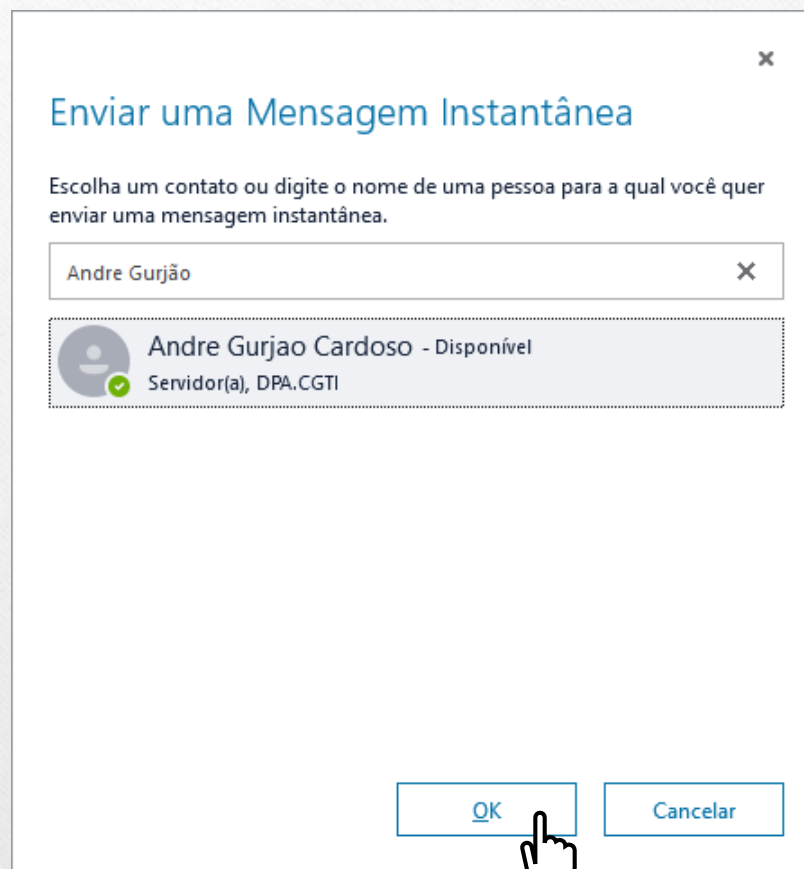 Enviar uma Mensagem Instantânea
Escolha um contato ou digite o nome de uma pessoa para a qual você quer
enviar uma mensagem instantânea.
Andre Gurjão
Andre Gurjao Cardoso - Disponível
Servidor(a), DPA.CGTI
OK
Cancelar